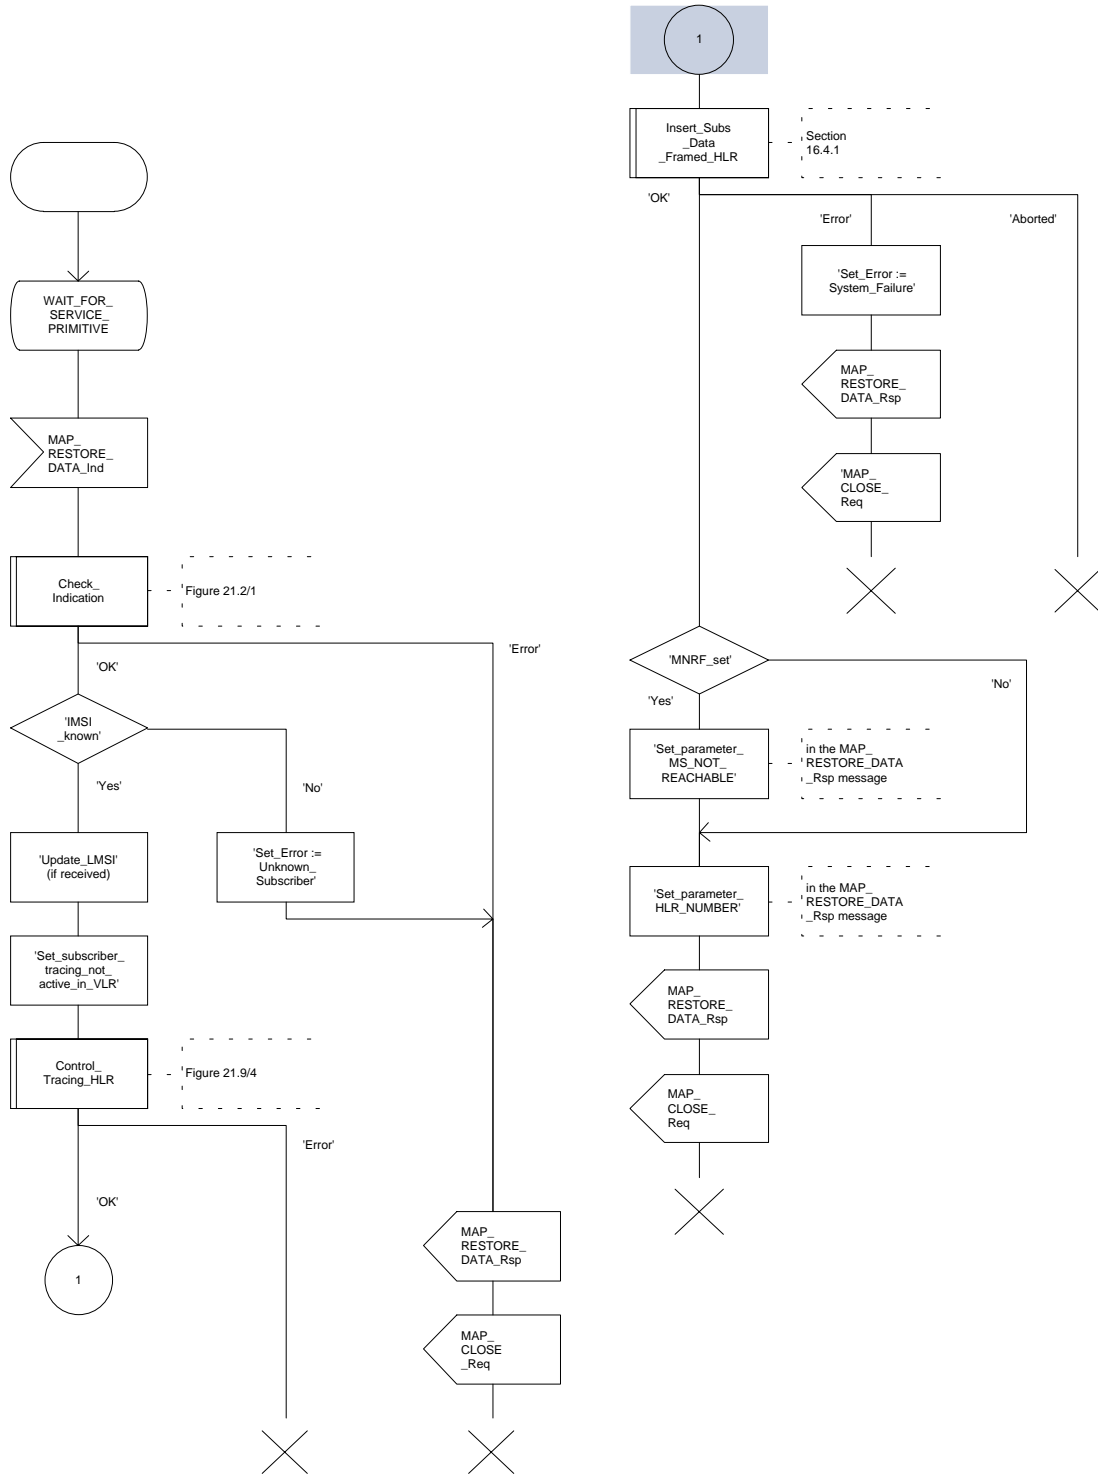 WAIT_FOR_
SERVICE_
PRIMITIVE
MAP_
RESTORE_
DATA_Ind
Check_
Indication
Figure 21.2/1
'Error'
'OK'
'IMSI
_known'
'Yes'
'No'
'Update_LMSI'
(if received)
'Set_Error :=
Unknown_
Subscriber'
'Set_subscriber_
tracing_not_
active_in_VLR'
Control_
Tracing_HLR
Figure 21.9/4
'Error'
'OK'
1
MAP_
RESTORE_
DATA_Rsp
MAP_
CLOSE
_Req
1
Insert_Subs
_Data
_Framed_HLR
Section
16.4.1
'OK'
'Error'
'Aborted'
'Set_Error :=
System_Failure'
MAP_
RESTORE_
DATA_Rsp
'MAP_
CLOSE_
Req
'MNRF_set'
'No'
'Yes'
'Set_parameter_
MS_NOT_
REACHABLE'
in the MAP_
RESTORE_DATA
_Rsp message
'Set_parameter_
HLR_NUMBER'
in the MAP_
RESTORE_DATA
_Rsp message
MAP_
RESTORE_
DATA_Rsp
MAP_
CLOSE_
Req